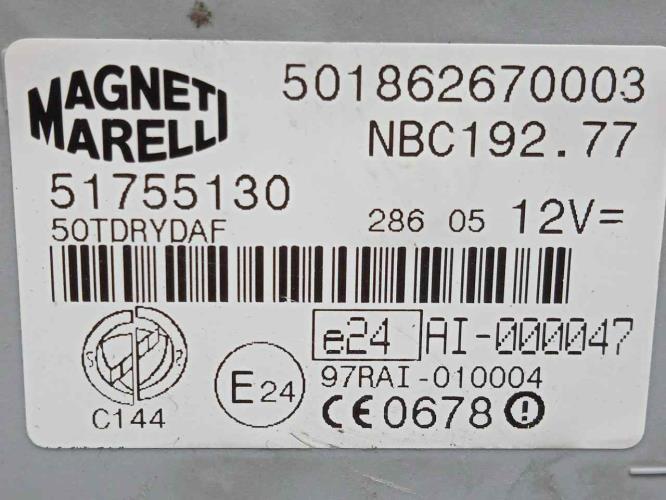 MAGNETI
MARELLI
501862670003
NBC192.77
51755130
50TDRYDAF
286 05 12V=
e24 AI-000047
97RAI-010004
E24
C144
CE0678!